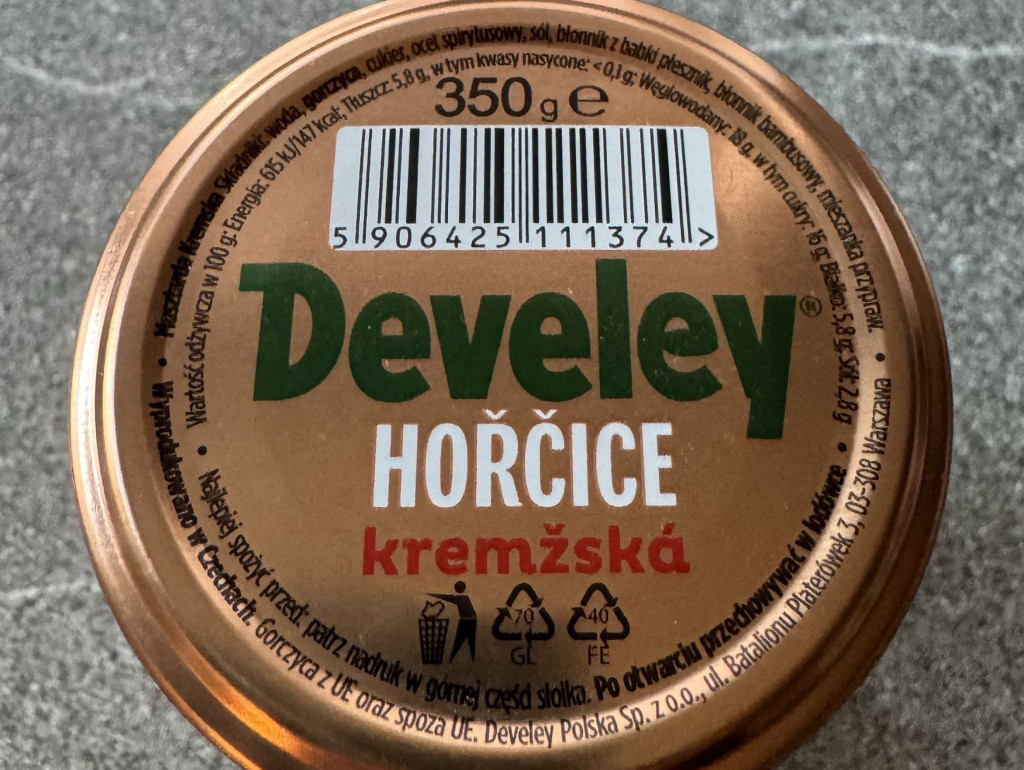 Musztarda Kremska Składniki: woda, gorczyca, cukier, ocet spirytusowy, sól, błonnik z babki płesznik, błonnik bambusowy, mieszanka przypraw.
Wartość odżywcza w 100 g: Energia: 615 kJ/147 kcal; Tłuszcz: 5,8 g, w tym kwasy nasycone: < 0,1 g; Węglowodany: 18 g, w tym cukry: 16 g; Białko: 5,8 g; Sól: 2,8 g
350 g e
5 906425 111374 >
Develey®
HOŘČICE
kremžská
70 40
GL FE
Najlepiej spożyć przed: patrz nadruk w górnej części słoika. Po otwarciu przechowywać w lodówce
Wyprodukowano w Czechach. Gorczyca z UE oraz spoza UE. Develey Polska Sp. z o.o., ul. Batalionu Platerówek 3, 03-308 Warszawa